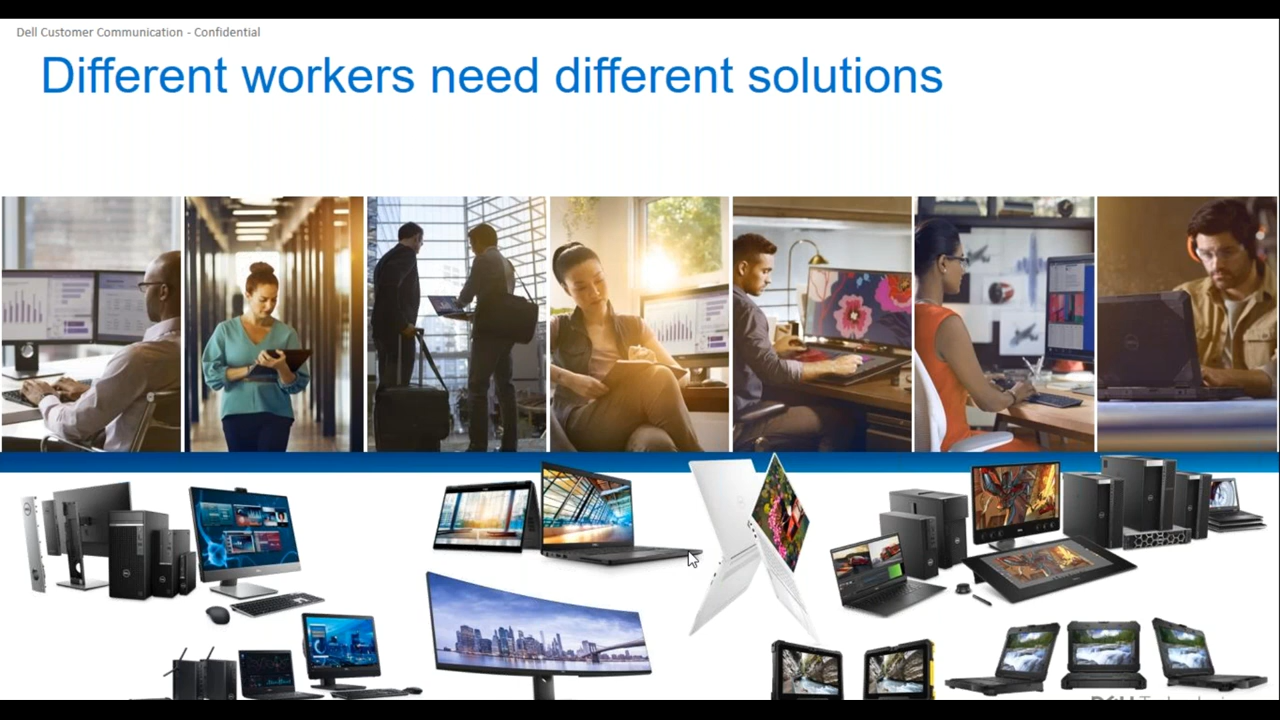 Dell Customer Communication - Confidential
Different workers need different solutions